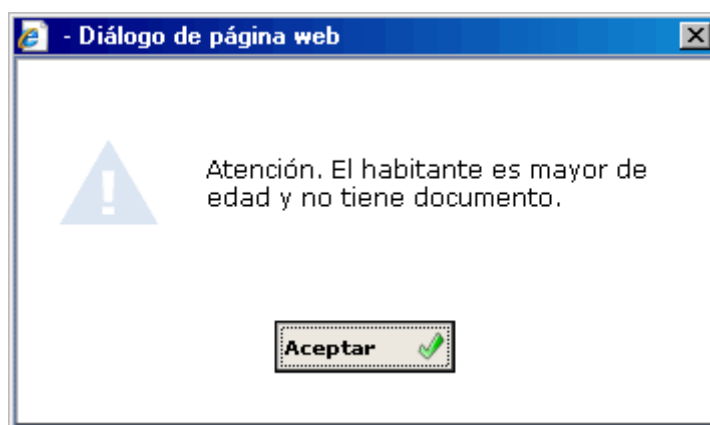 - Diálogo de página web
Atención. El habitante es mayor de
edad y no tiene documento.
Aceptar